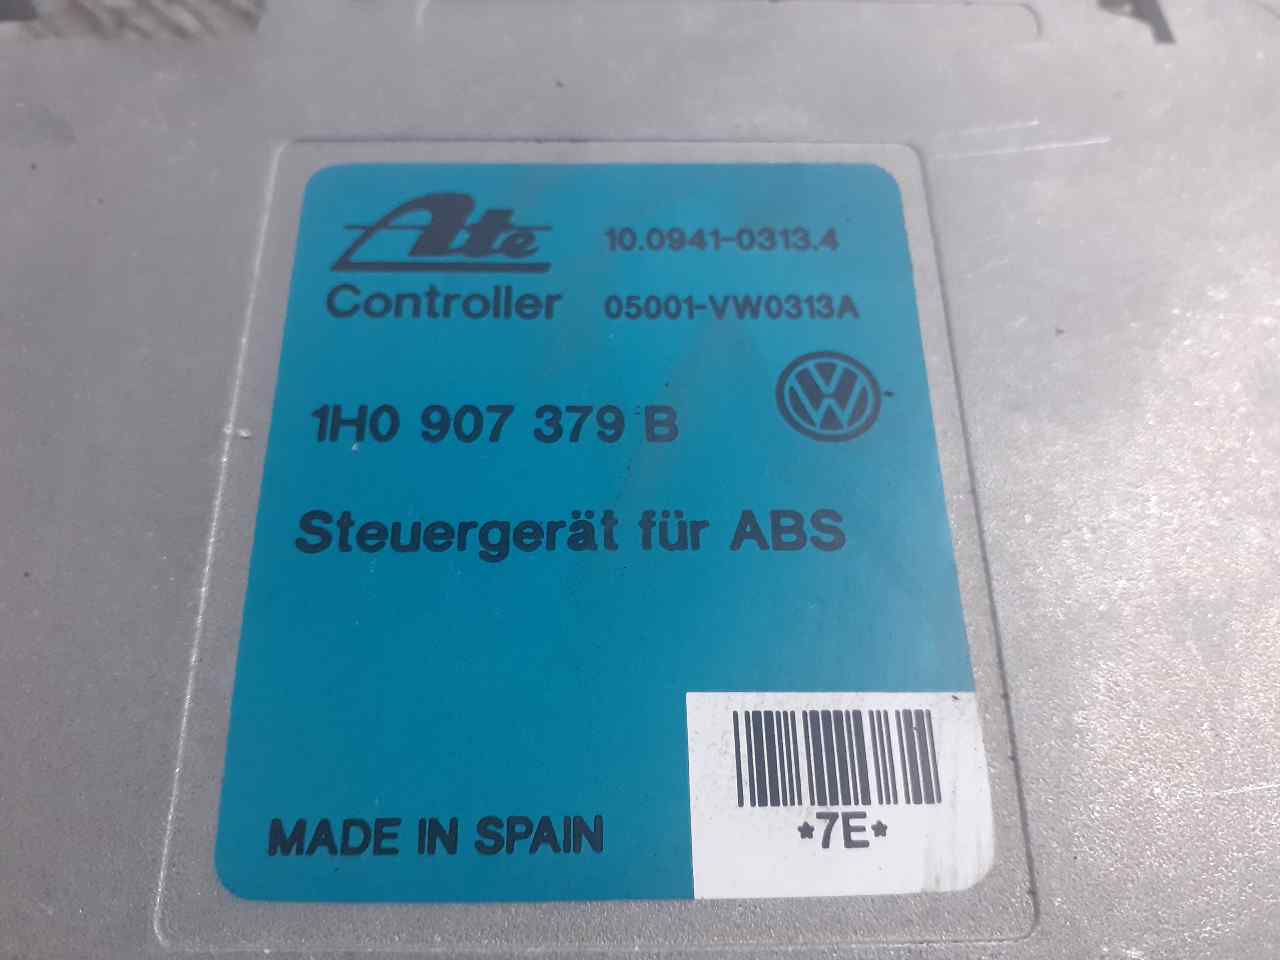 Ate
10.0941-0313.4
Controller
05001-VW0313A
1H0 907 379 B
Steuergerät für ABS
MADE IN SPAIN
*7E*